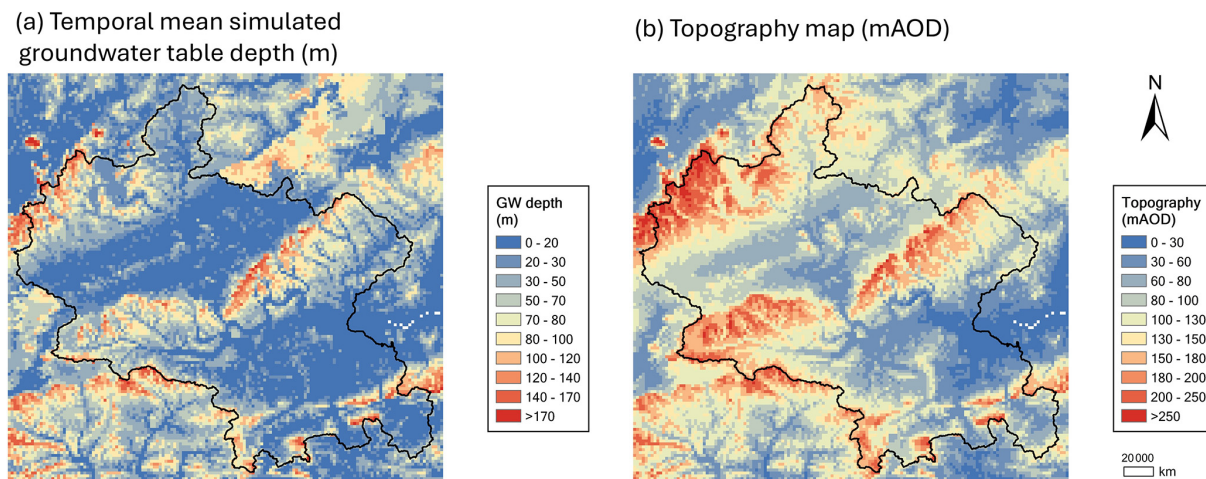 (a) Temporal mean simulated
groundwater table depth (m)
(b) Topography map (mAOD)
N
GW depth
(m)
0 - 20
20 - 30
30 - 50
50 - 70
70 - 80
80 - 100
100 - 120
120 - 140
140 - 170
>170
Topography
(mAOD)
0 - 30
30 - 60
60 - 80
80 - 100
100 - 130
130 - 150
150 - 180
180 - 200
200 - 250
>250
20 000
km